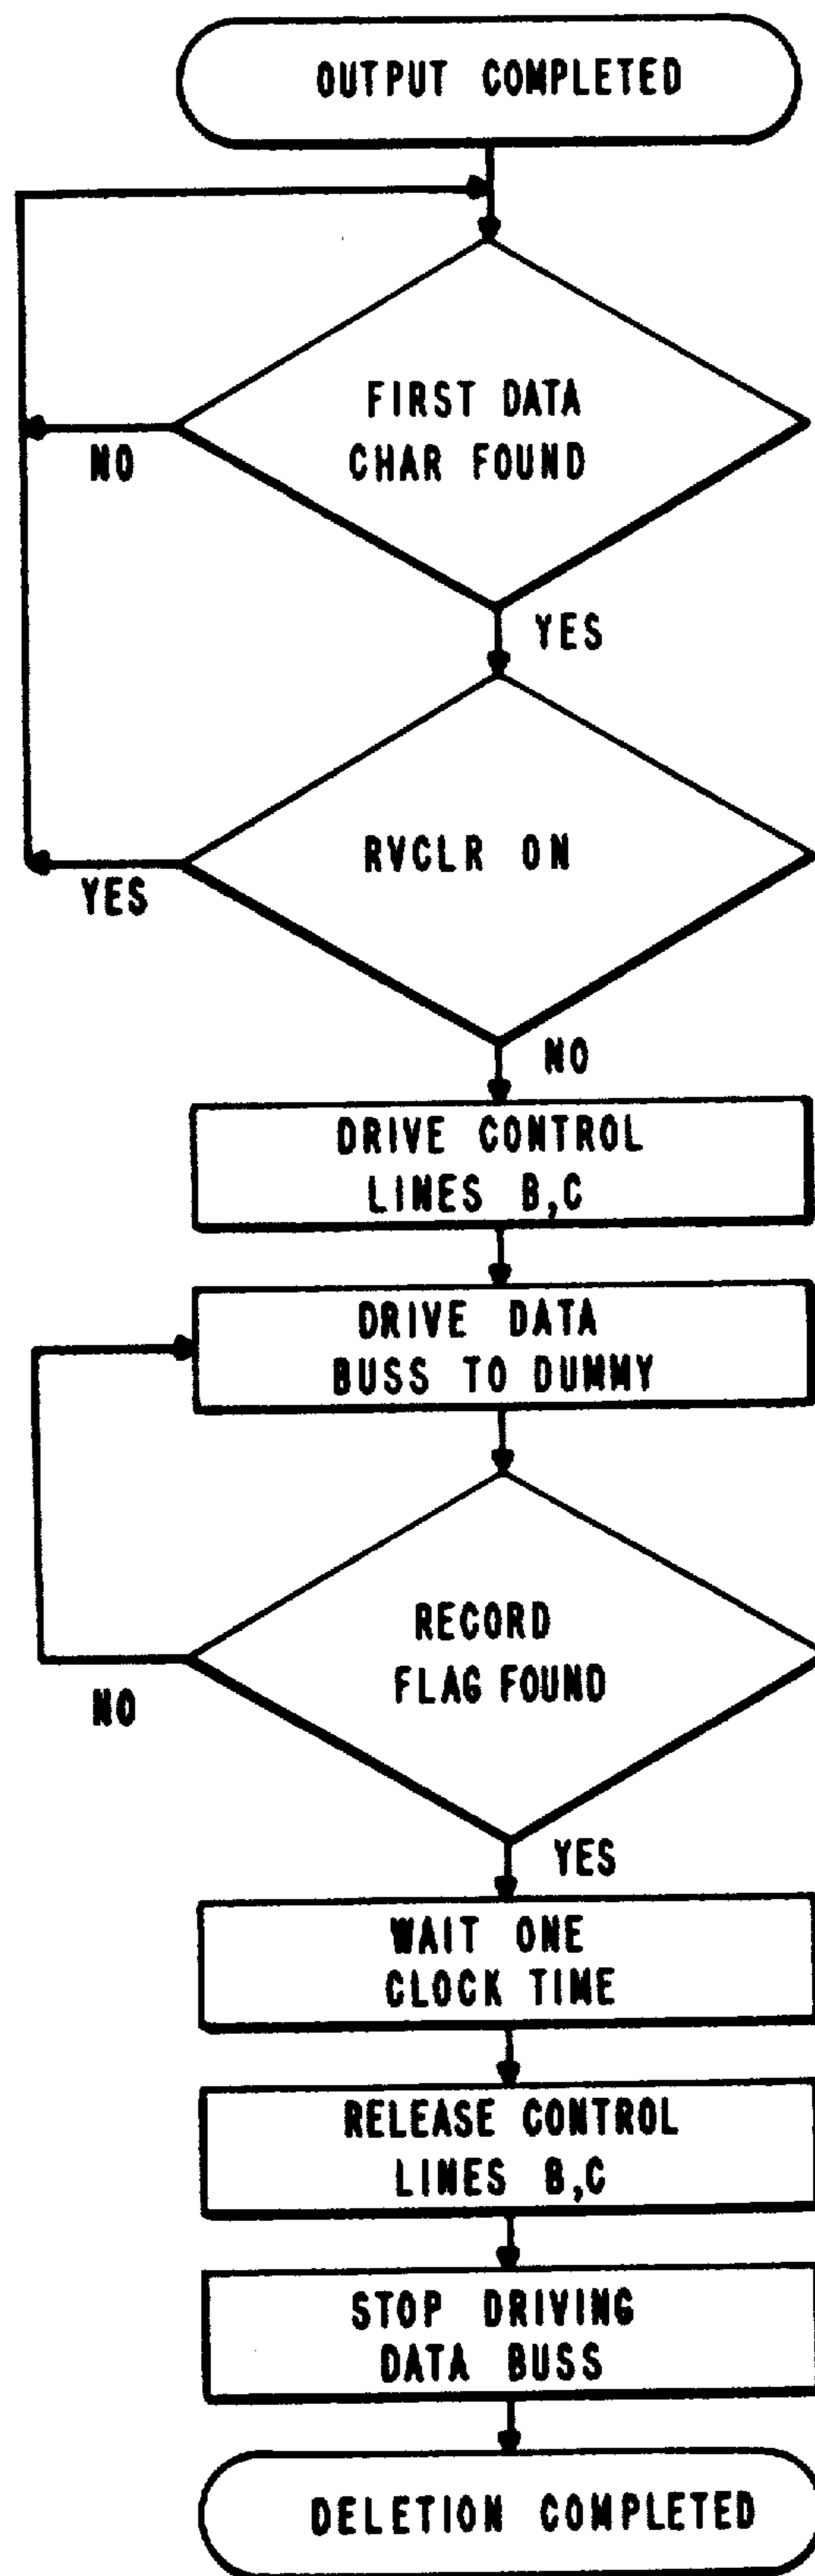 OUTPUT COMPLETED
FIRST DATA
CHAR FOUND
NO
YES
RVCLR ON
YES
NO
DRIVE CONTROL
LINES B,C
DRIVE DATA
BUSS TO DUMMY
RECORD
FLAG FOUND
NO
YES
WAIT ONE
CLOCK TIME
RELEASE CONTROL
LINES B,C
STOP DRIVING
DATA BUSS
DELETION COMPLETED